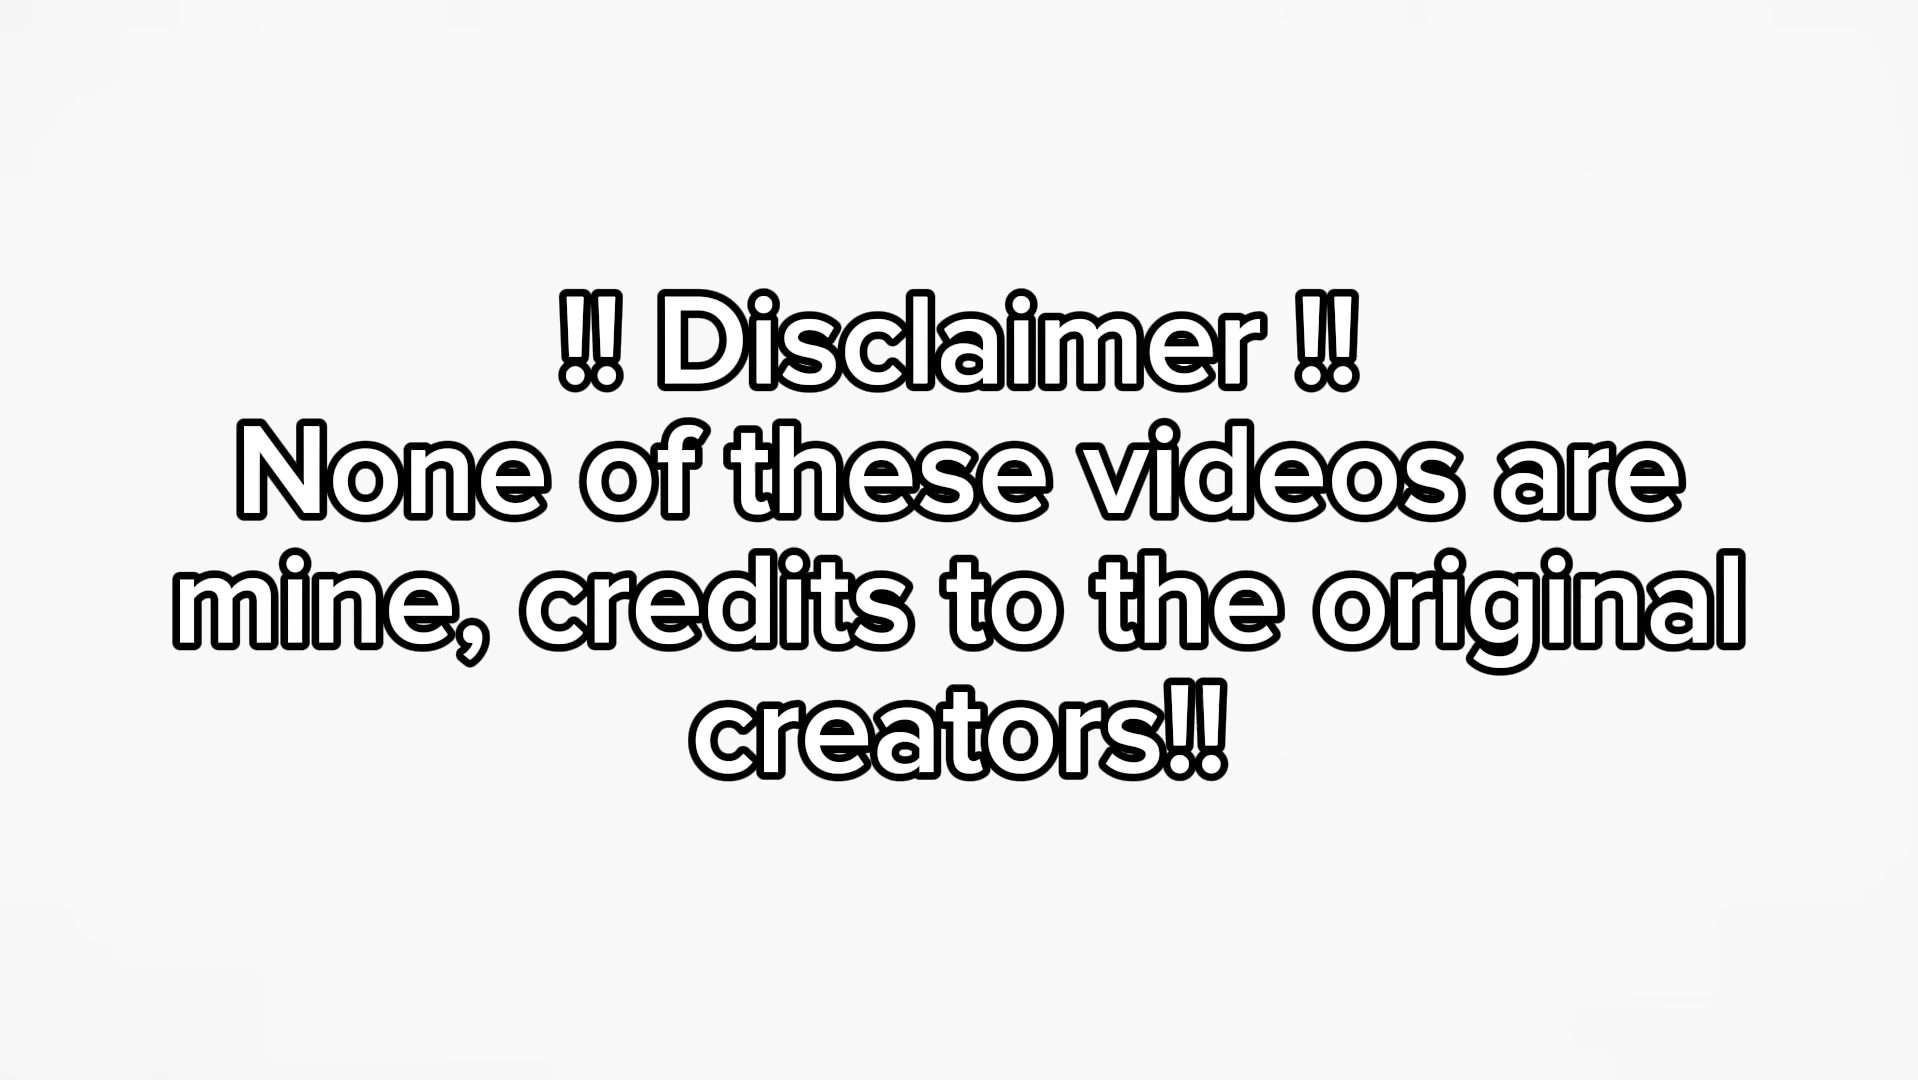 !! Disclaimer !!
None of these videos are
mine, credits to the original
creators!!